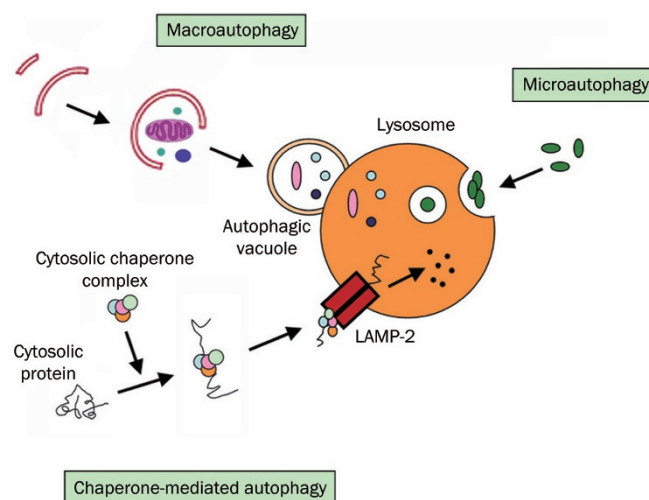 Macroautophagy
Microautophagy
Lysosome
Autophagic
vacuole
Cytosolic chaperone
complex
LAMP-2
Cytosolic
protein
Chaperone-mediated autophagy